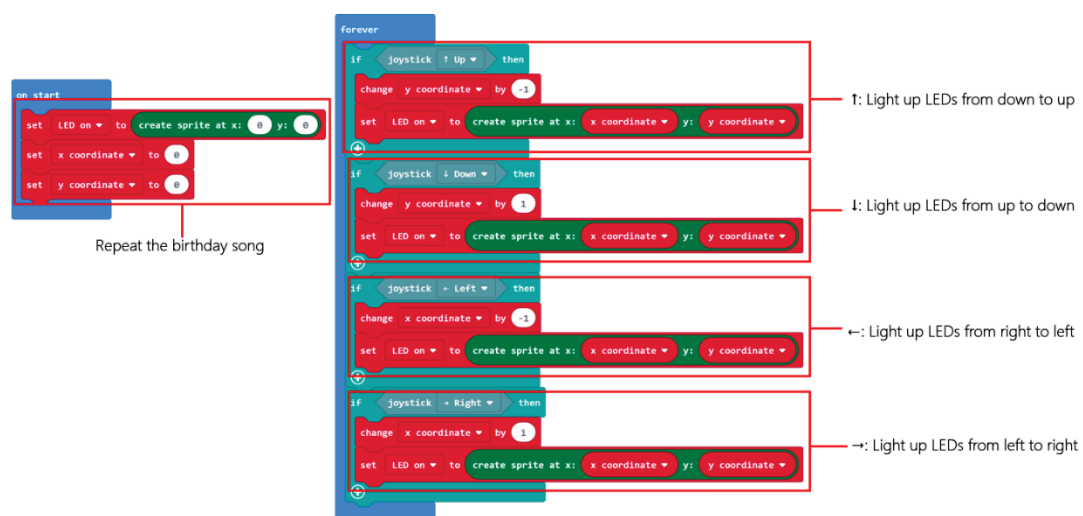 on start
set LED on ▾ to create sprite at x: 0 y: 0
set x coordinate ▾ to 0
set y coordinate ▾ to 0
Repeat the birthday song
forever
if joystick ↑ Up ▾ then
change y coordinate ▾ by -1
set LED on ▾ to create sprite at x: x coordinate ▾ y: y coordinate ▾
↑: Light up LEDs from down to up
if joystick ↓ Down ▾ then
change y coordinate ▾ by 1
set LED on ▾ to create sprite at x: x coordinate ▾ y: y coordinate ▾
↓: Light up LEDs from up to down
if joystick ← Left ▾ then
change x coordinate ▾ by -1
set LED on ▾ to create sprite at x: x coordinate ▾ y: y coordinate ▾
←: Light up LEDs from right to left
if joystick → Right ▾ then
change x coordinate ▾ by 1
set LED on ▾ to create sprite at x: x coordinate ▾ y: y coordinate ▾
→: Light up LEDs from left to right